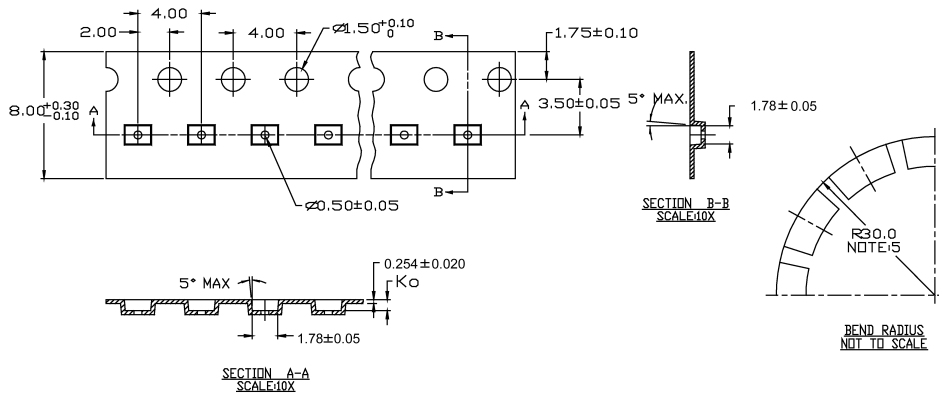 4.00
2.00
4.00
Ø1.50 +0.10 0
B
B
1.75±0.10
8.00 +0.30 -0.10
A
A
3.50±0.05
Ø0.50±0.05
5° MAX.
1.78±0.05
SECTION B-B
SCALE:10X
R30.0
NOTE:5
BEND RADIUS
NOT TO SCALE
5° MAX
0.254±0.020
Ko
1.78±0.05
SECTION A-A
SCALE:10X